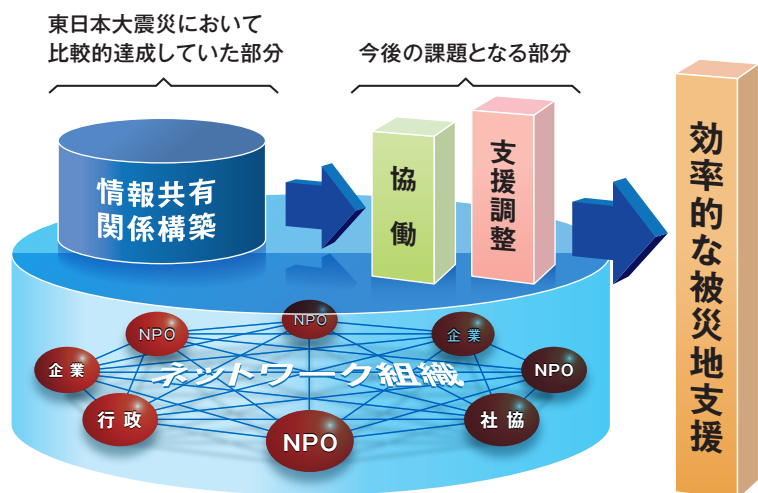 東日本大震災において
比較的達成していた部分
今後の課題となる部分
情報共有
関係構築
協働
支援調整
効率的な被災地支援
NPO
NPO
企業
企業
ネットワーク組織
NPO
行政
社協
NPO